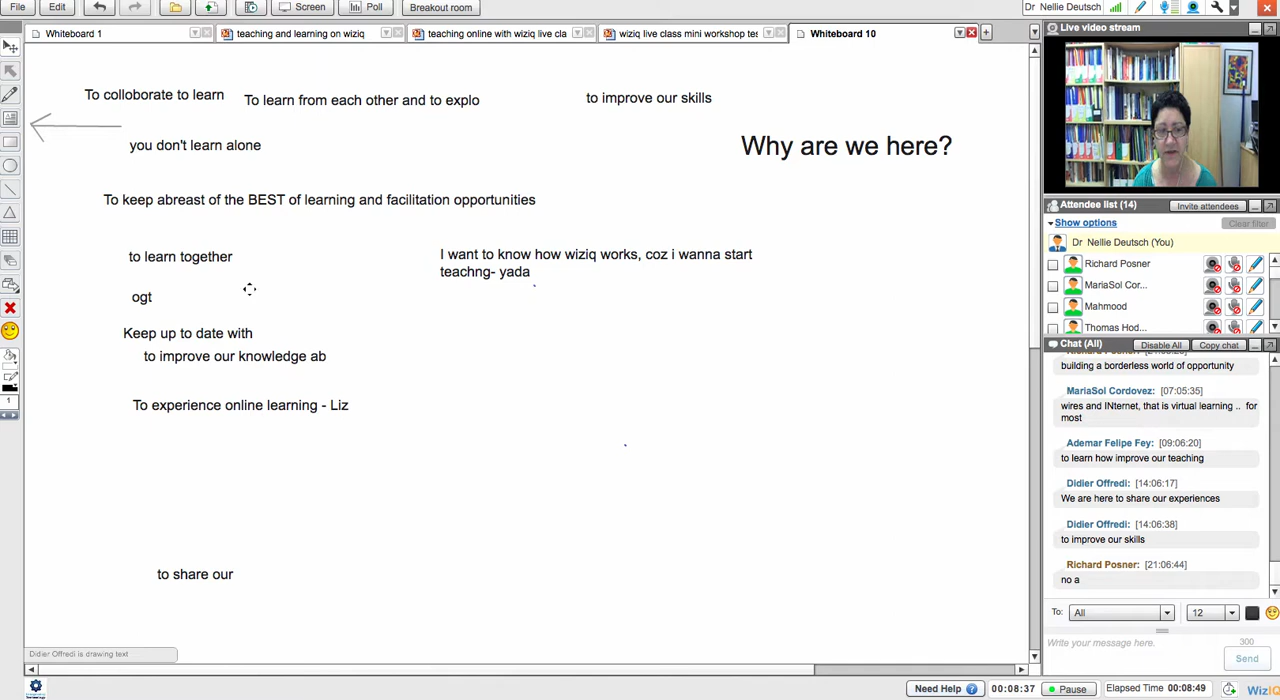 File Edit Screen Poll Breakout room Dr Nellie Deutsch
Whiteboard 1 teaching and learning on wiziq teaching online with wiziq live cla wiziq live class mini workshop tes Whiteboard 10
To colloborate to learn To learn from each other and to explo to improve our skills
you don't learn alone
Why are we here?
To keep abreast of the BEST of learning and facilitation opportunities
to learn together
I want to know how wiziq works, coz i wanna start
teachng- yada
ogt
Keep up to date with
to improve our knowledge ab
To experience online learning - Liz
to share our
Didier Offredi is drawing text
1
Live video stream
Attendee list (14) Invite attendees
Show options Clear filter
Dr Nellie Deutsch (You)
Richard Posner
MariaSol Cor...
Mahmood
Thomas Hod...
Chat (All) Disable All Copy chat
building a borderless world of opportunity
MariaSol Cordovez: [07:05:35]
wires and INternet, that is virtual learning .. for
most
Ademar Felipe Fey: [09:06:20]
to learn how improve our teaching
Didier Offredi: [14:06:17]
We are here to share our experiences
Didier Offredi: [14:06:38]
to improve our skills
Richard Posner: [21:06:44]
no a
To: All 12
Write your message here. 300
Send
Need Help ? 00:08:37 Pause Elapsed Time 00:08:49 WizIQ